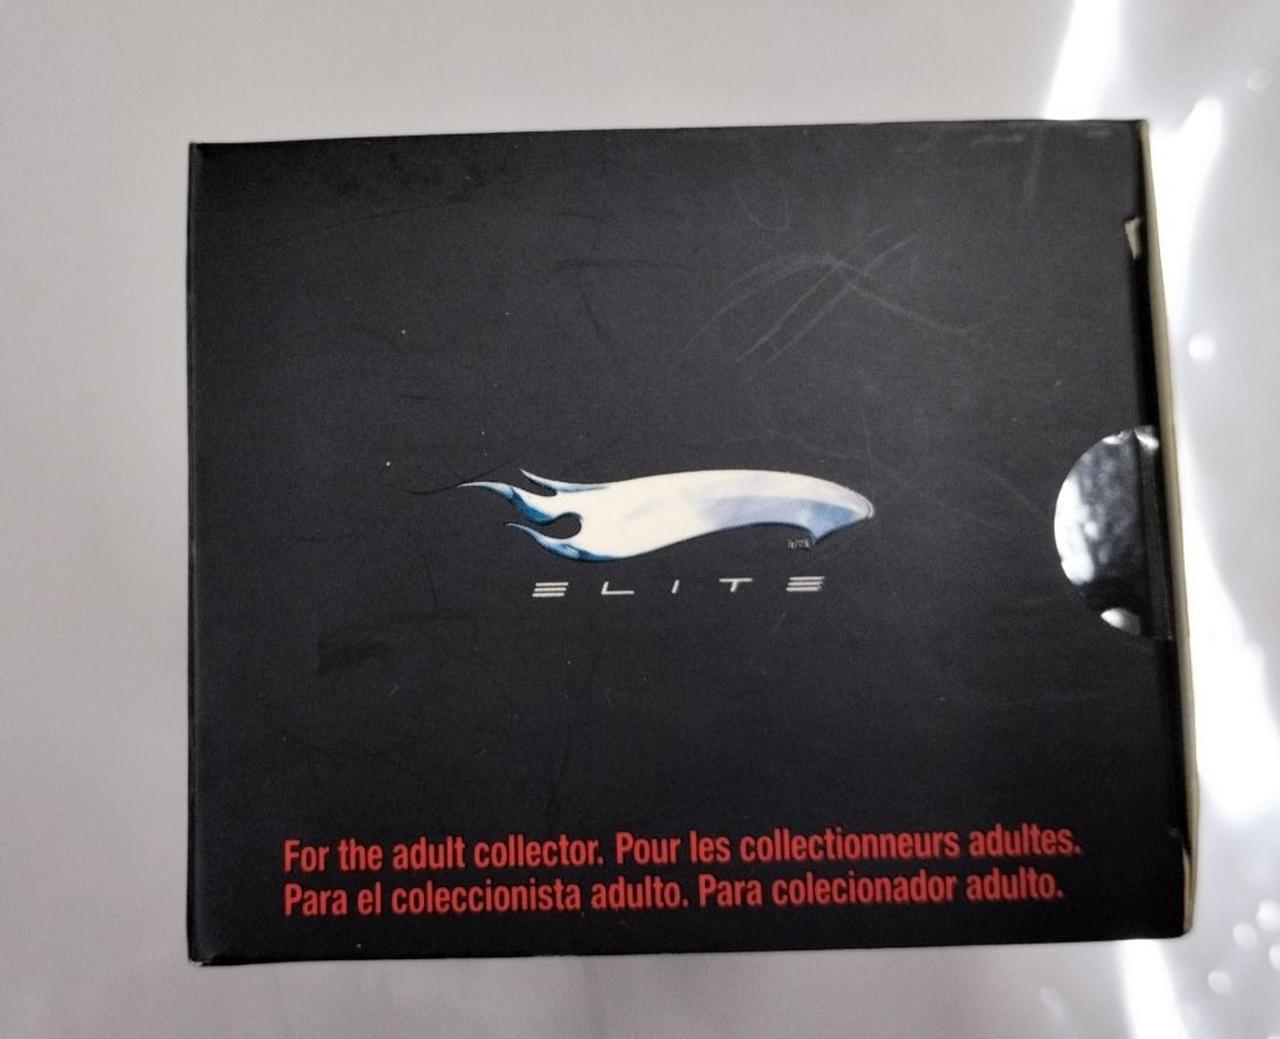 ELITE
For the adult collector. Pour les collectionneurs adultes.
Para el coleccionista adulto. Para colecionador adulto.